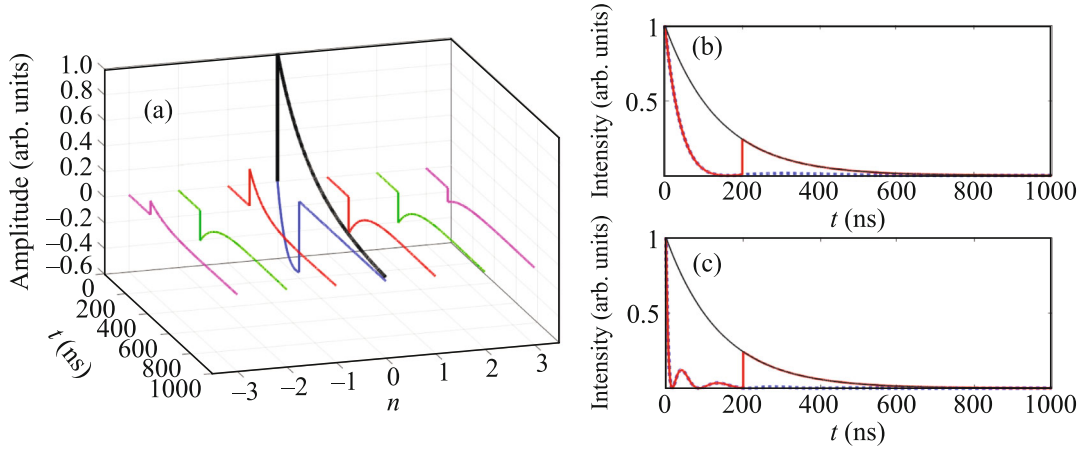 (a)
Amplitude (arb. units)
1.0
0.8
0.6
0.4
0.2
0
−0.2
−0.4
−0.6
0
200
400
600
800
1000
t (ns)
−3 −2 −1 0 1 2 3
n
(b)
Intensity (arb. units)
1
0.5
0 200 400 600 800 1000
t (ns)
(c)
Intensity (arb. units)
1
0.5
0 200 400 600 800 1000
t (ns)